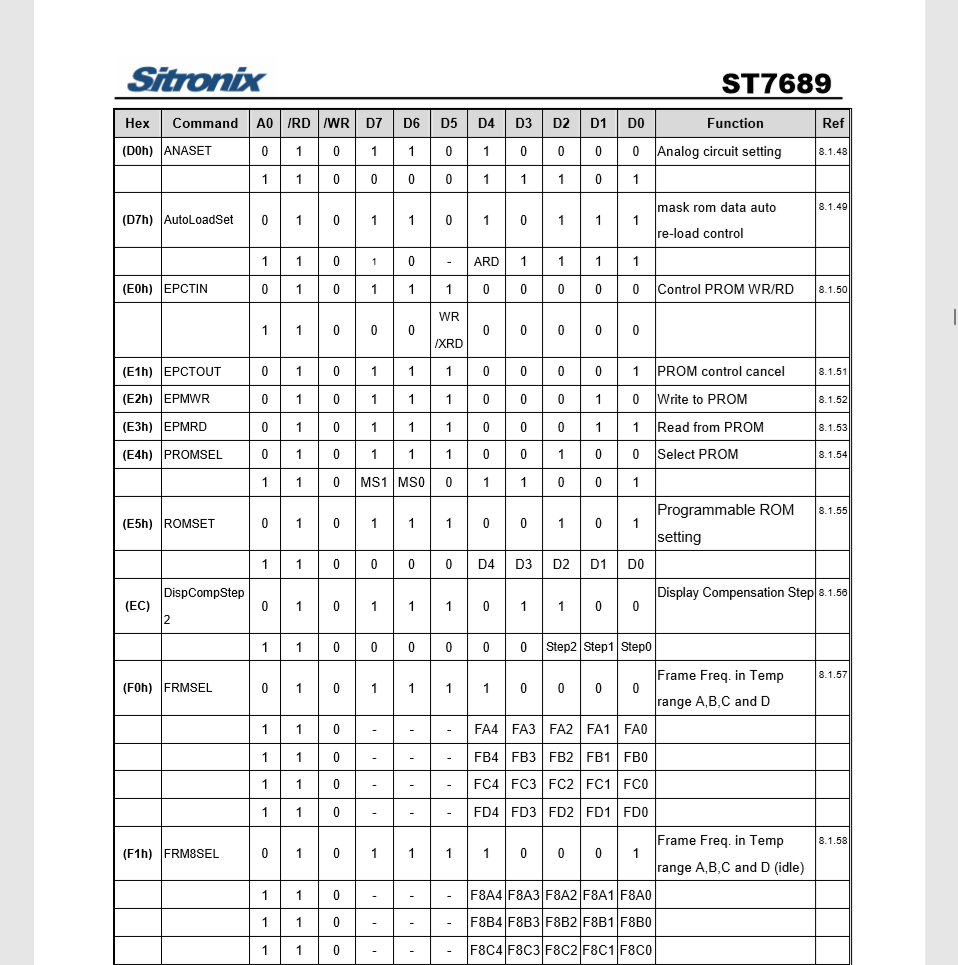 Sitronix
ST7689
Hex Command A0 /RD /WR D7 D6 D5 D4 D3 D2 D1 D0 Function Ref
(D0h) ANASET 0 1 0 1 1 0 1 0 0 0 0 Analog circuit setting 8.1.48
1 1 0 0 0 0 1 1 1 0 1
mask rom data auto 8.1.49
(D7h) AutoLoadSet 0 1 0 1 1 0 1 0 1 1 1
re-load control
1 1 0 1 0 - ARD 1 1 1 1
(E0h) EPCTIN 0 1 0 1 1 1 0 0 0 0 0 Control PROM WR/RD 8.1.50
WR
1 1 0 0 0 0 0 0 0 0
/XRD
(E1h) EPCTOUT 0 1 0 1 1 1 0 0 0 0 1 PROM control cancel 8.1.51
(E2h) EPMWR 0 1 0 1 1 1 0 0 0 1 0 Write to PROM 8.1.52
(E3h) EPMRD 0 1 0 1 1 1 0 0 0 1 1 Read from PROM 8.1.53
(E4h) PROMSEL 0 1 0 1 1 1 0 0 1 0 0 Select PROM 8.1.54
1 1 0 MS1 MS0 0 1 1 0 0 1
Programmable ROM 8.1.55
(E5h) ROMSET 0 1 0 1 1 1 0 0 1 0 1
setting
1 1 0 0 0 0 D4 D3 D2 D1 D0
DispCompStep Display Compensation Step 8.1.56
(EC) 0 1 0 1 1 1 0 1 1 0 0
2
1 1 0 0 0 0 0 0 Step2 Step1 Step0
Frame Freq. in Temp 8.1.57
(F0h) FRMSEL 0 1 0 1 1 1 1 0 0 0 0
range A,B,C and D
1 1 0 - - - FA4 FA3 FA2 FA1 FA0
1 1 0 - - - FB4 FB3 FB2 FB1 FB0
1 1 0 - - - FC4 FC3 FC2 FC1 FC0
1 1 0 - - - FD4 FD3 FD2 FD1 FD0
Frame Freq. in Temp 8.1.58
(F1h) FRM8SEL 0 1 0 1 1 1 1 0 0 0 1
range A,B,C and D (idle)
1 1 0 - - - F8A4 F8A3 F8A2 F8A1 F8A0
1 1 0 - - - F8B4 F8B3 F8B2 F8B1 F8B0
1 1 0 - - - F8C4 F8C3 F8C2 F8C1 F8C0